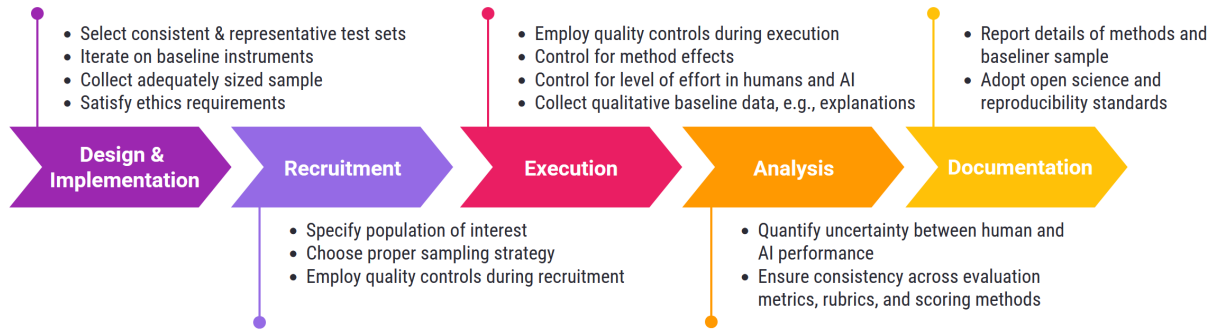 • Select consistent & representative test sets
• Iterate on baseline instruments
• Collect adequately sized sample
• Satisfy ethics requirements
• Employ quality controls during execution
• Control for method effects
• Control for level of effort in humans and AI
• Collect qualitative baseline data, e.g., explanations
• Report details of methods and
baseliner sample
• Adopt open science and
reproducibility standards
Design &
Implementation
Recruitment
Execution
Analysis
Documentation
• Specify population of interest
• Choose proper sampling strategy
• Employ quality controls during recruitment
• Quantify uncertainty between human and
AI performance
• Ensure consistency across evaluation
metrics, rubrics, and scoring methods